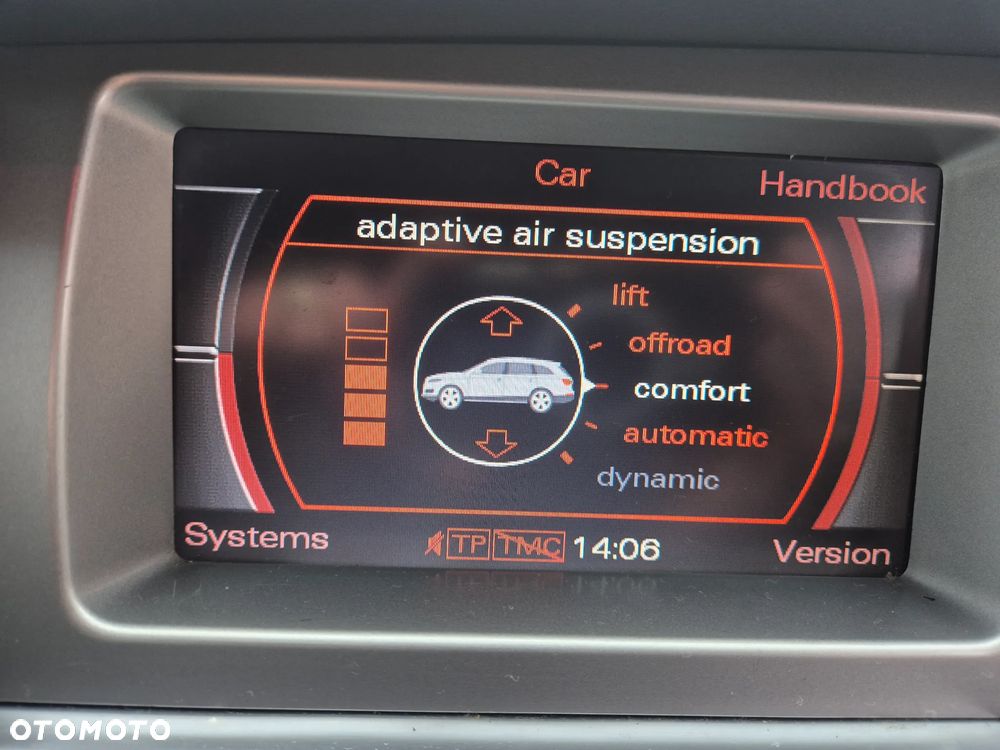 Car
Handbook
adaptive air suspension
lift
offroad
comfort
automatic
dynamic
Systems
TP TMC 14:06
Version
OTOMOTO